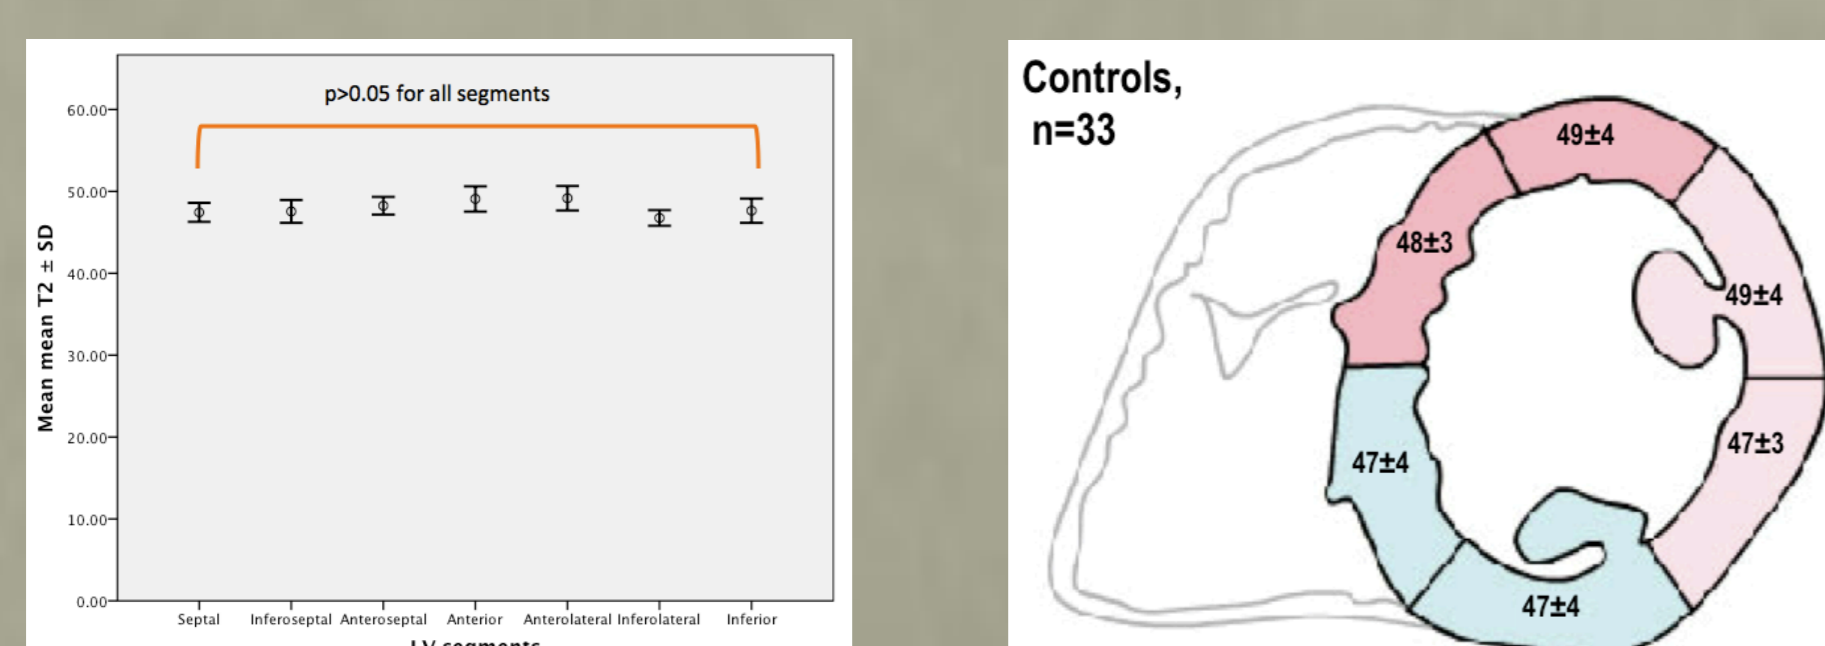 p>0.05 for all segments
Mean mean T2 ± SD
60.00
50.00
40.00
30.00
20.00
10.00
0.00
Septal Inferoseptal Anteroseptal Anterior Anterolateral Inferolateral Inferior
LV segments
Controls,
n=33
49±4
48±3
49±4
47±4
47±3
47±4